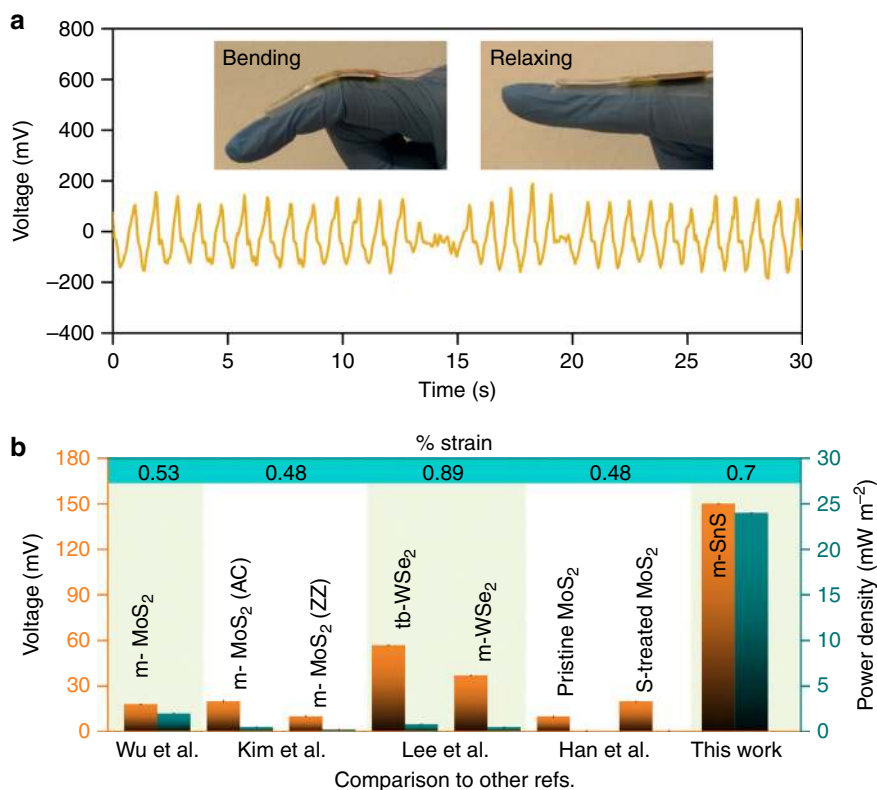 a
800
600
400
200
0
−200
−400
Voltage (mV)
Bending
Relaxing
0 5 10 15 20 25 30
Time (s)
b
% strain
0.53 0.48 0.89 0.48 0.7
180
150
120
90
60
30
0
Voltage (mV)
30
25
20
15
10
5
0
Power density (mW m⁻²)
m- MoS₂
m- MoS₂ (AC)
m- MoS₂ (ZZ)
tb-WSe₂
m-WSe₂
Pristine MoS₂
S-treated MoS₂
m-SnS
Wu et al. Kim et al. Lee et al. Han et al. This work
Comparison to other refs.